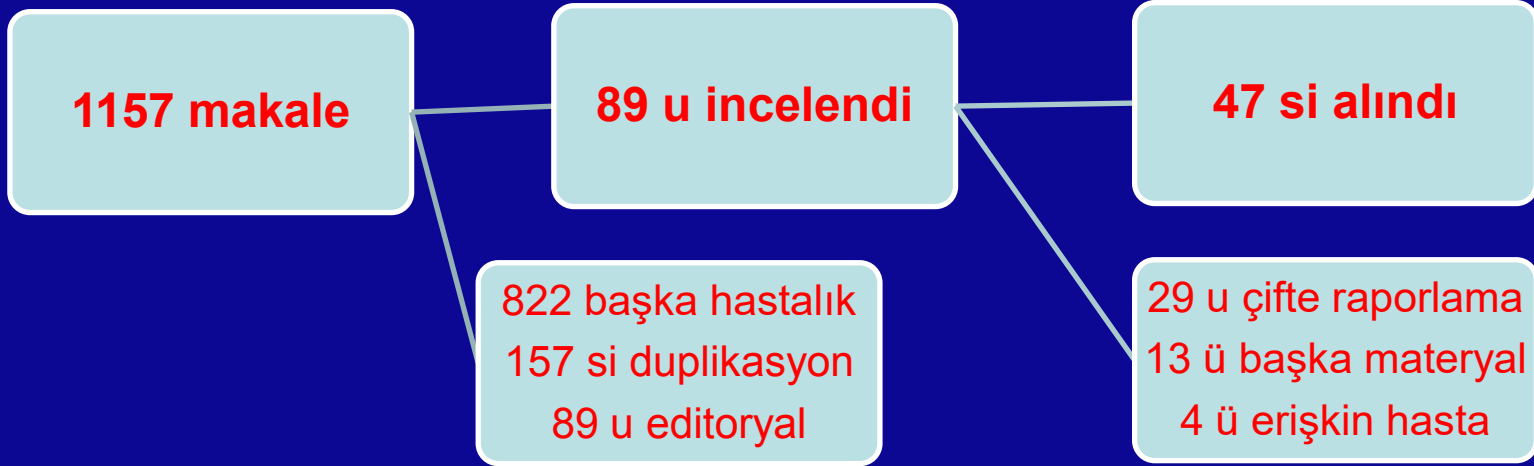 1157 makale
89 u incelendi
47 si alındı
822 başka hastalık
157 si duplikasyon
89 u editoryal
29 u çifte raporlama
13 ü başka materyal
4 ü erişkin hasta